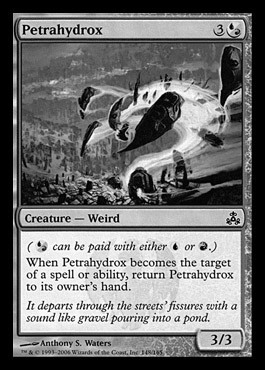 Petrahydrox 3
Creature — Weird
( can be paid with either or .)
When Petrahydrox becomes the target
of a spell or ability, return Petrahydrox
to its owner's hand.
It departs through the streets' fissures with a
sound like gravel pouring into a pond.
3/3
Anthony S. Waters
™ & © 1993–2006 Wizards of the Coast, Inc. 148/165